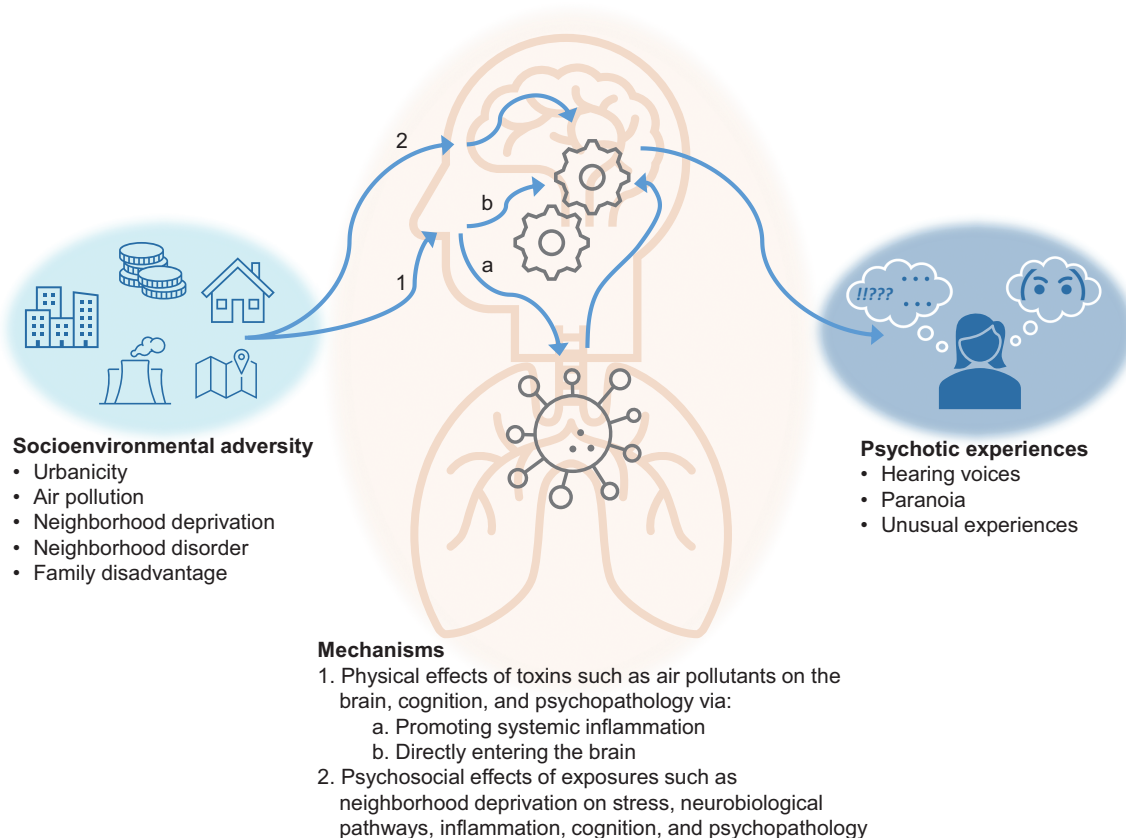 2
b
a
1
!!???
Socioenvironmental adversity
• Urbanicity
• Air pollution
• Neighborhood deprivation
• Neighborhood disorder
• Family disadvantage
Psychotic experiences
• Hearing voices
• Paranoia
• Unusual experiences
Mechanisms
1. Physical effects of toxins such as air pollutants on the
brain, cognition, and psychopathology via:
a. Promoting systemic inflammation
b. Directly entering the brain
2. Psychosocial effects of exposures such as
neighborhood deprivation on stress, neurobiological
pathways, inflammation, cognition, and psychopathology